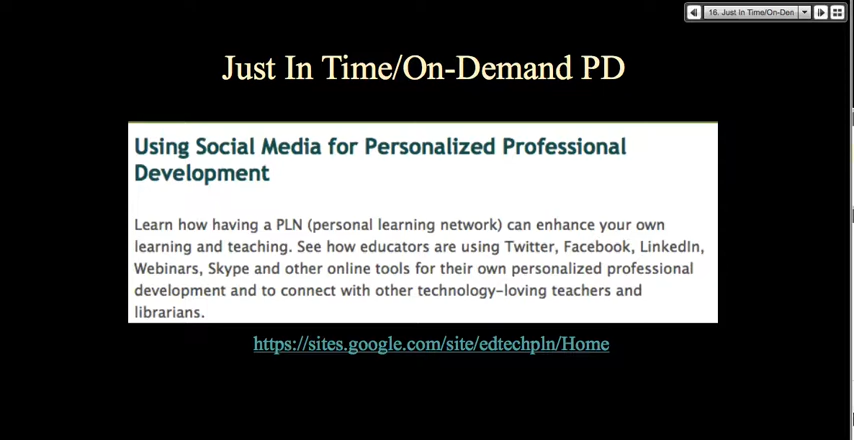 16. Just In Time/On-Den
Just In Time/On-Demand PD
Using Social Media for Personalized Professional
Development
Learn how having a PLN (personal learning network) can enhance your own
learning and teaching. See how educators are using Twitter, Facebook, LinkedIn,
Webinars, Skype and other online tools for their own personalized professional
development and to connect with other technology-loving teachers and
librarians.
https://sites.google.com/site/edtechpln/Home